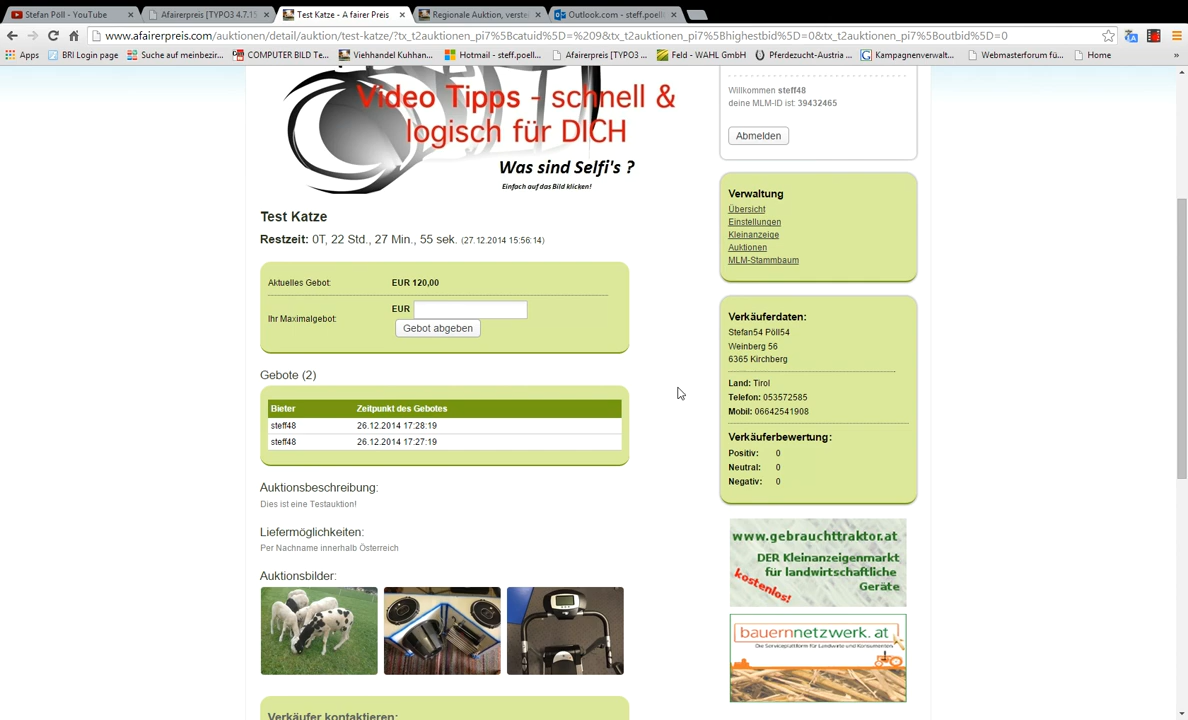 Stefan Pöll - YouTube
Afairerpreis [TYPO3 4.7.15
Test Katze - A fairer Preis
Regionale Auktion, verstei
Outlook.com - steff.poell@
www.afairerpreis.com/auktionen/detail/auktion/test-katze/?tx_t2auktionen_pi7%5Bcatuid%5D=%209&tx_t2auktionen_pi7%5Bhighestbid%5D=0&tx_t2auktionen_pi7%5Boutbid%5D=0
Apps
BRI Login page
Suche auf meinbezir...
COMPUTER BILD Te...
Viehhandel Kuhhan...
Hotmail - steff.poell...
Afairerpreis [TYPO3 ...
Feld - WAHL GmbH
Pferdezucht-Austria ...
Kampagnenverwalt...
Webmasterforum fü...
Home
»
Video Tipps - schnell &
logisch für DICH
Was sind Selfi's ?
Einfach auf das Bild klicken!
Test Katze
Restzeit: 0T, 22 Std., 27 Min., 55 sek. (27.12.2014 15:56:14)
Aktuelles Gebot: EUR 120,00
Ihr Maximalgebot: EUR
Gebot abgeben
Gebote (2)
Bieter Zeitpunkt des Gebotes
steff48 26.12.2014 17:28:19
steff48 26.12.2014 17:27:19
Auktionsbeschreibung:
Dies ist eine Testauktion!
Liefermöglichkeiten:
Per Nachname innerhalb Österreich
Auktionsbilder:
Verkäufer kontaktieren:
Willkommen steff48
deine MLM-ID ist: 39432465
Abmelden
Verwaltung
Übersicht
Einstellungen
Kleinanzeige
Auktionen
MLM-Stammbaum
Verkäuferdaten:
Stefan54 Pöll54
Weinberg 56
6365 Kirchberg
Land: Tirol
Telefon: 053572585
Mobil: 06642541908
Verkäuferbewertung:
Positiv: 0
Neutral: 0
Negativ: 0
www.gebrauchttraktor.at
DER Kleinanzeigenmarkt
für landwirtschaftliche
Geräte
kostenlos!
bauernnetzwerk.at
Die Serviceplattform für Landwirte und Konsumenten